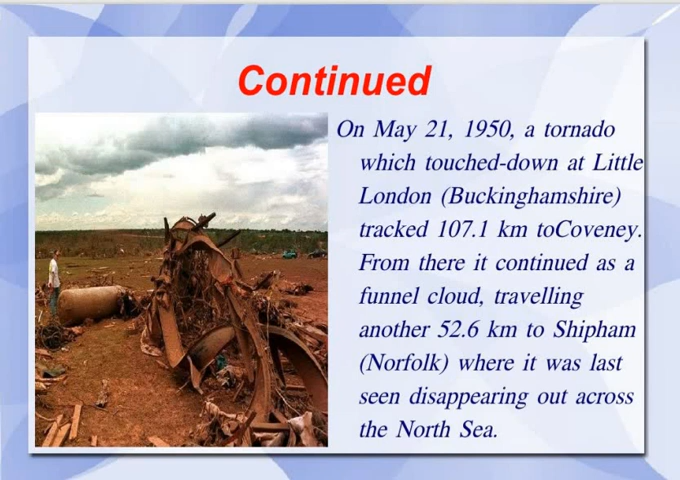 Continued
On May 21, 1950, a tornado
which touched-down at Little
London (Buckinghamshire)
tracked 107.1 km toCoveney.
From there it continued as a
funnel cloud, travelling
another 52.6 km to Shipham
(Norfolk) where it was last
seen disappearing out across
the North Sea.